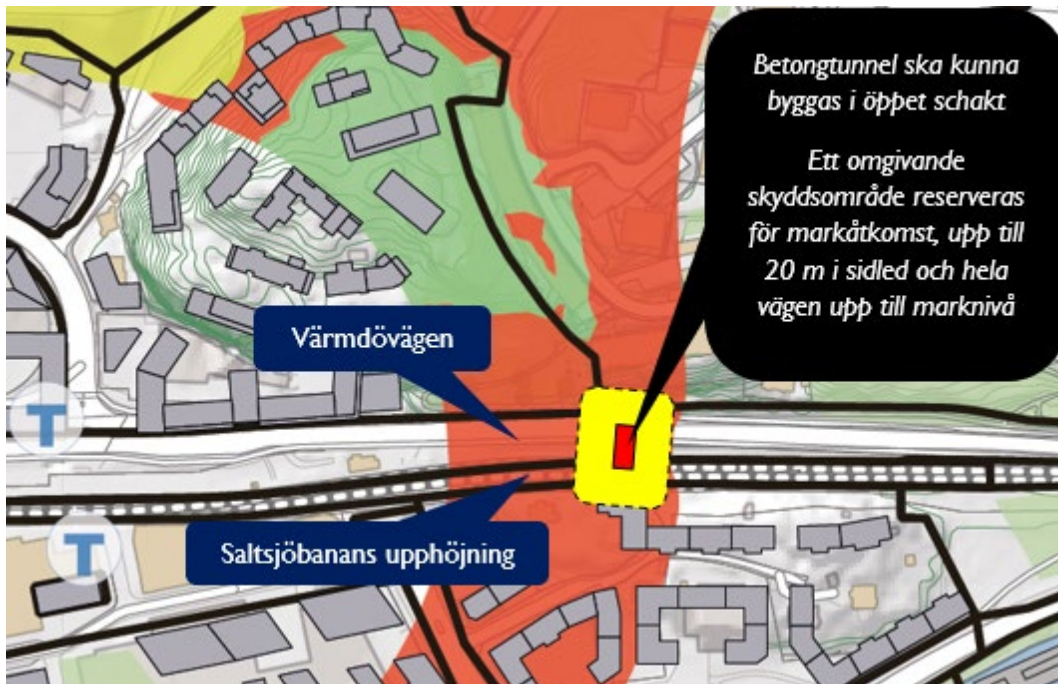 Betongtunnel ska kunna
byggas i öppet schakt
Ett omgivande
skyddsområde reserveras
för markåtkomst, upp till
20 m i sidled och hela
vägen upp till marknivå
Värmdövägen
T
Saltsjöbanans upphöjning
T